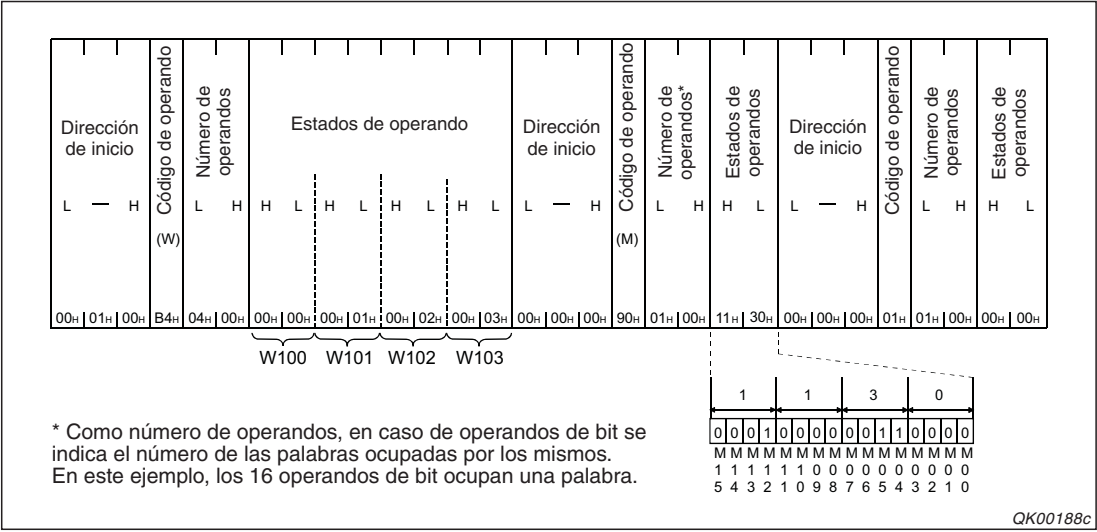 Dirección
de inicio
L — H
Código de operando
(W)
Número de
operandos
L H
Estados de operando
H L H L H L H L
Dirección
de inicio
L — H
Código de operando
(M)
Número de
operandos*
L H
Estados de
operandos
H L
Dirección
de inicio
L — H
Código de operando
Número de
operandos
L H
Estados de
operandos
H L
00H 01H 00H B4H 04H 00H 00H 00H 00H 01H 00H 02H 00H 03H 00H 00H 00H 90H 01H 00H 11H 30H 00H 00H 00H 01H 01H 00H 00H 00H
W100 W101 W102 W103
1 1 3 0
0 0 0 1 0 0 0 0 0 0 1 1 0 0 0 0
M M M M M M M M M M M M M M M M
1 1 1 1 1 1 0 0 0 0 0 0 0 0 0 0
5 4 3 2 1 0 9 8 7 6 5 4 3 2 1 0
* Como número de operandos, en caso de operandos de bit se
indica el número de las palabras ocupadas por los mismos.
En este ejemplo, los 16 operandos de bit ocupan una palabra.
QK00188c